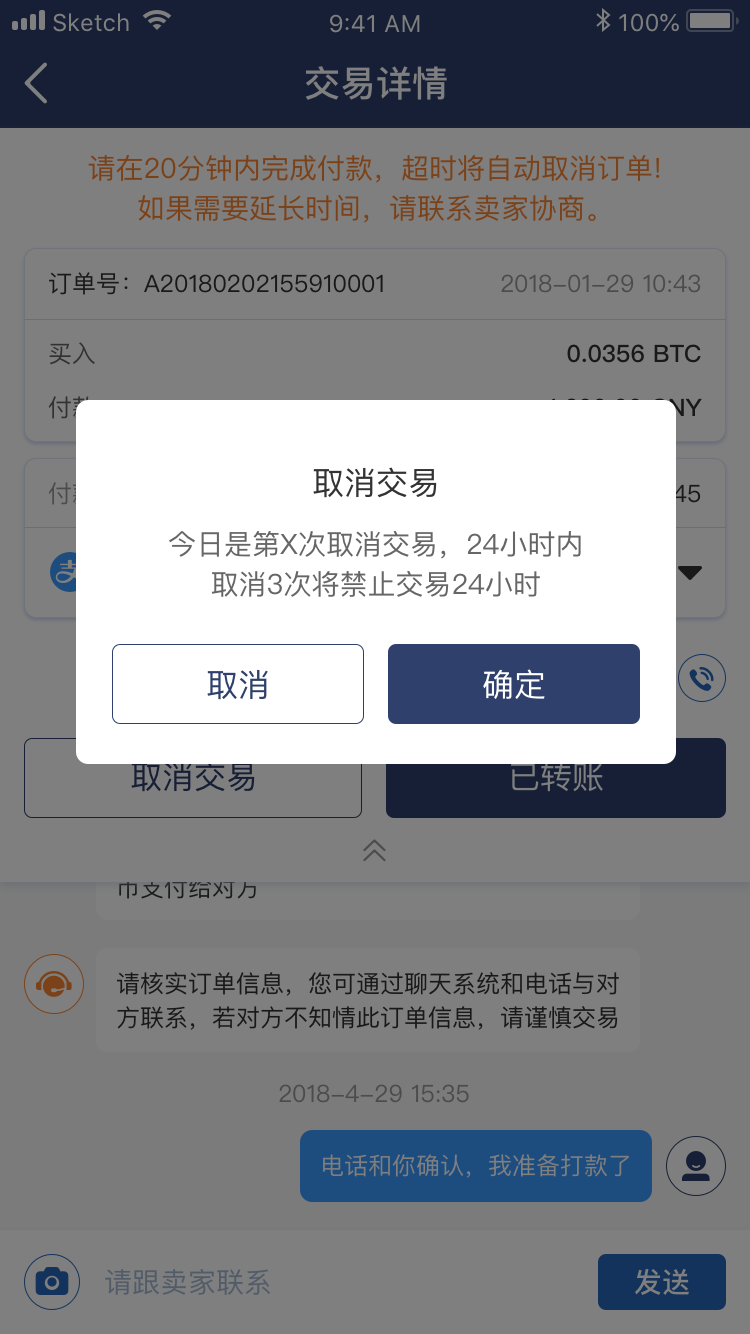 Sketch 9:41 AM 100%
交易详情
请在20分钟内完成付款，超时将自动取消订单!
如果需要延长时间，请联系卖家协商。
订单号：A20180202155910001 2018-01-29 10:43
买入 0.0356 BTC
付款 NY
付 45
支
取消交易
今日是第X次取消交易，24小时内
取消3次将禁止交易24小时
取消 确定
取消交易 已转账
币支付给对方
请核实订单信息，您可通过聊天系统和电话与对
方联系，若对方不知情此订单信息，请谨慎交易
2018-4-29 15:35
电话和你确认，我准备打款了
请跟卖家联系 发送